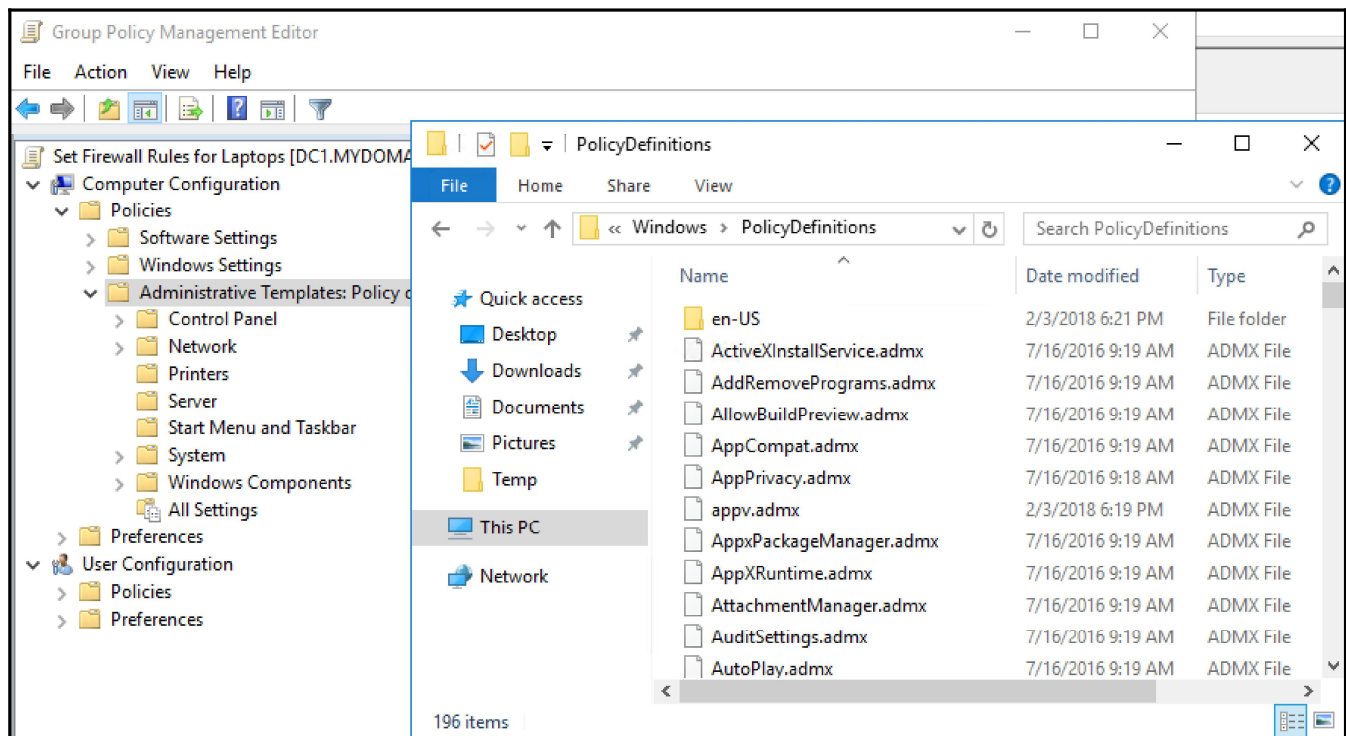 Group Policy Management Editor
File Action View Help
Set Firewall Rules for Laptops [DC1.MYDOMA
Computer Configuration
Policies
Software Settings
Windows Settings
Administrative Templates: Policy d
Control Panel
Network
Printers
Server
Start Menu and Taskbar
System
Windows Components
All Settings
Preferences
User Configuration
Policies
Preferences
PolicyDefinitions
File Home Share View
« Windows > PolicyDefinitions
Search PolicyDefinitions
Quick access
Desktop
Downloads
Documents
Pictures
Temp
This PC
Network
Name Date modified Type
en-US 2/3/2018 6:21 PM File folder
ActiveXInstallService.admx 7/16/2016 9:19 AM ADMX File
AddRemovePrograms.admx 7/16/2016 9:19 AM ADMX File
AllowBuildPreview.admx 7/16/2016 9:19 AM ADMX File
AppCompat.admx 7/16/2016 9:19 AM ADMX File
AppPrivacy.admx 7/16/2016 9:18 AM ADMX File
appv.admx 2/3/2018 6:19 PM ADMX File
AppxPackageManager.admx 7/16/2016 9:19 AM ADMX File
AppXRuntime.admx 7/16/2016 9:19 AM ADMX File
AttachmentManager.admx 7/16/2016 9:19 AM ADMX File
AuditSettings.admx 7/16/2016 9:19 AM ADMX File
AutoPlay.admx 7/16/2016 9:19 AM ADMX File
196 items